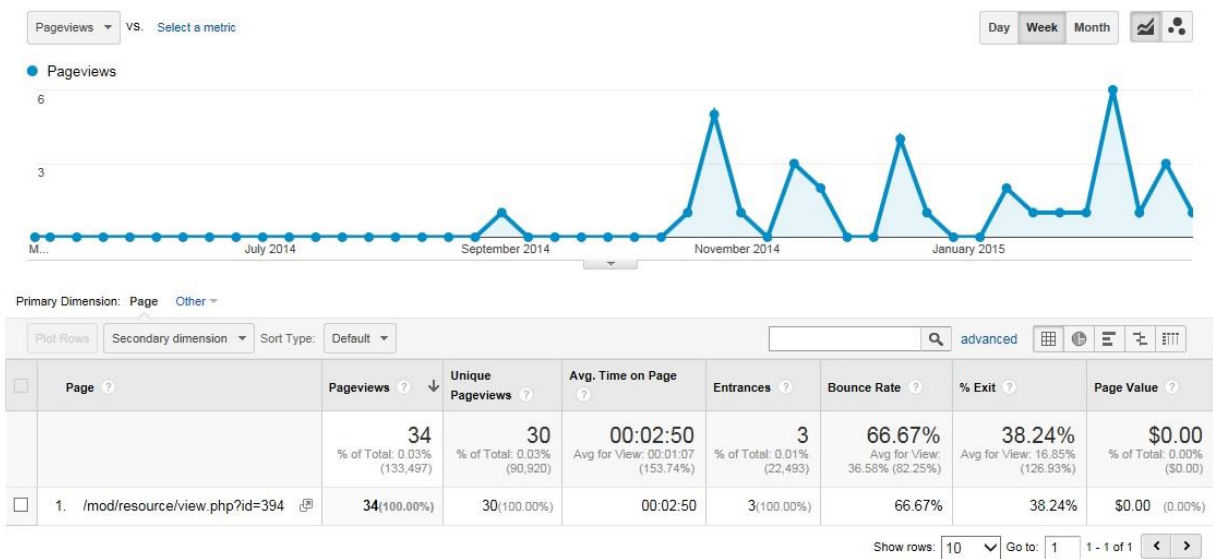 Pageviews VS. Select a metric
Day Week Month
Pageviews
6
3
M... July 2014 September 2014 November 2014 January 2015
Primary Dimension: Page Other
Plot Rows Secondary dimension Sort Type: Default advanced
Page ? Pageviews ? Unique Pageviews ? Avg. Time on Page ? Entrances ? Bounce Rate ? % Exit ? Page Value ?
34 30 00:02:50 3 66.67% 38.24% $0.00
% of Total: 0.03% % of Total: 0.03% Avg for View: 00:01:07 % of Total: 0.01% Avg for View: Avg for View: 16.85% % of Total: 0.00%
(133,497) (90,920) (153.74%) (22,493) 36.58% (82.25%) (126.93%) ($0.00)
1. /mod/resource/view.php?id=394 34(100.00%) 30(100.00%) 00:02:50 3(100.00%) 66.67% 38.24% $0.00 (0.00%)
Show rows: 10 Go to: 1 1 - 1 of 1